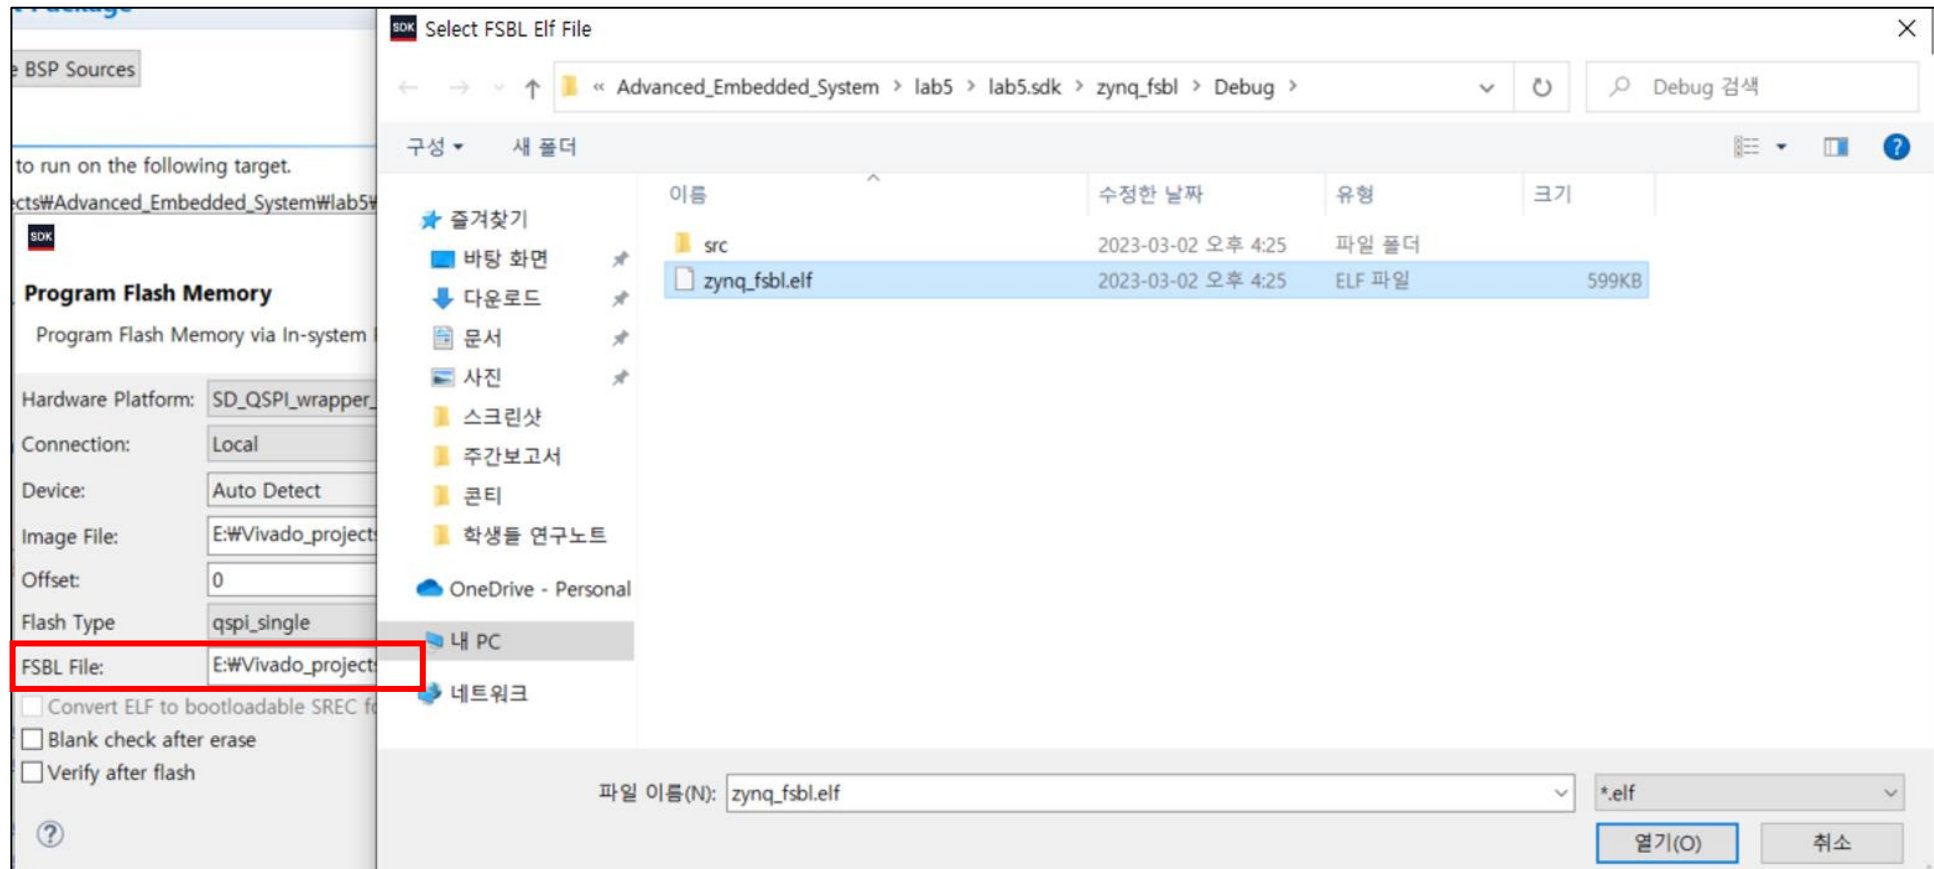 Package
BSP Sources
to run on the following target.
ects₩Advanced_Embedded_System₩lab5₩
SDK
Program Flash Memory
Program Flash Memory via In-system
Hardware Platform: SD_QSPI_wrapper_
Connection: Local
Device: Auto Detect
Image File: E:₩Vivado_project
Offset: 0
Flash Type qspi_single
FSBL File: E:₩Vivado_project
Convert ELF to bootloadable SREC fo
Blank check after erase
Verify after flash
?
SDK Select FSBL Elf File
« Advanced_Embedded_System > lab5 > lab5.sdk > zynq_fsbl > Debug >
Debug 검색
구성 새 폴더
?
이름 수정한 날짜 유형 크기
src 2023-03-02 오후 4:25 파일 폴더
zynq_fsbl.elf 2023-03-02 오후 4:25 ELF 파일 599KB
즐겨찾기
바탕 화면
다운로드
문서
사진
스크린샷
주간보고서
콘티
학생들 연구노트
OneDrive - Personal
내 PC
네트워크
파일 이름(N): zynq_fsbl.elf
*.elf
열기(O) 취소